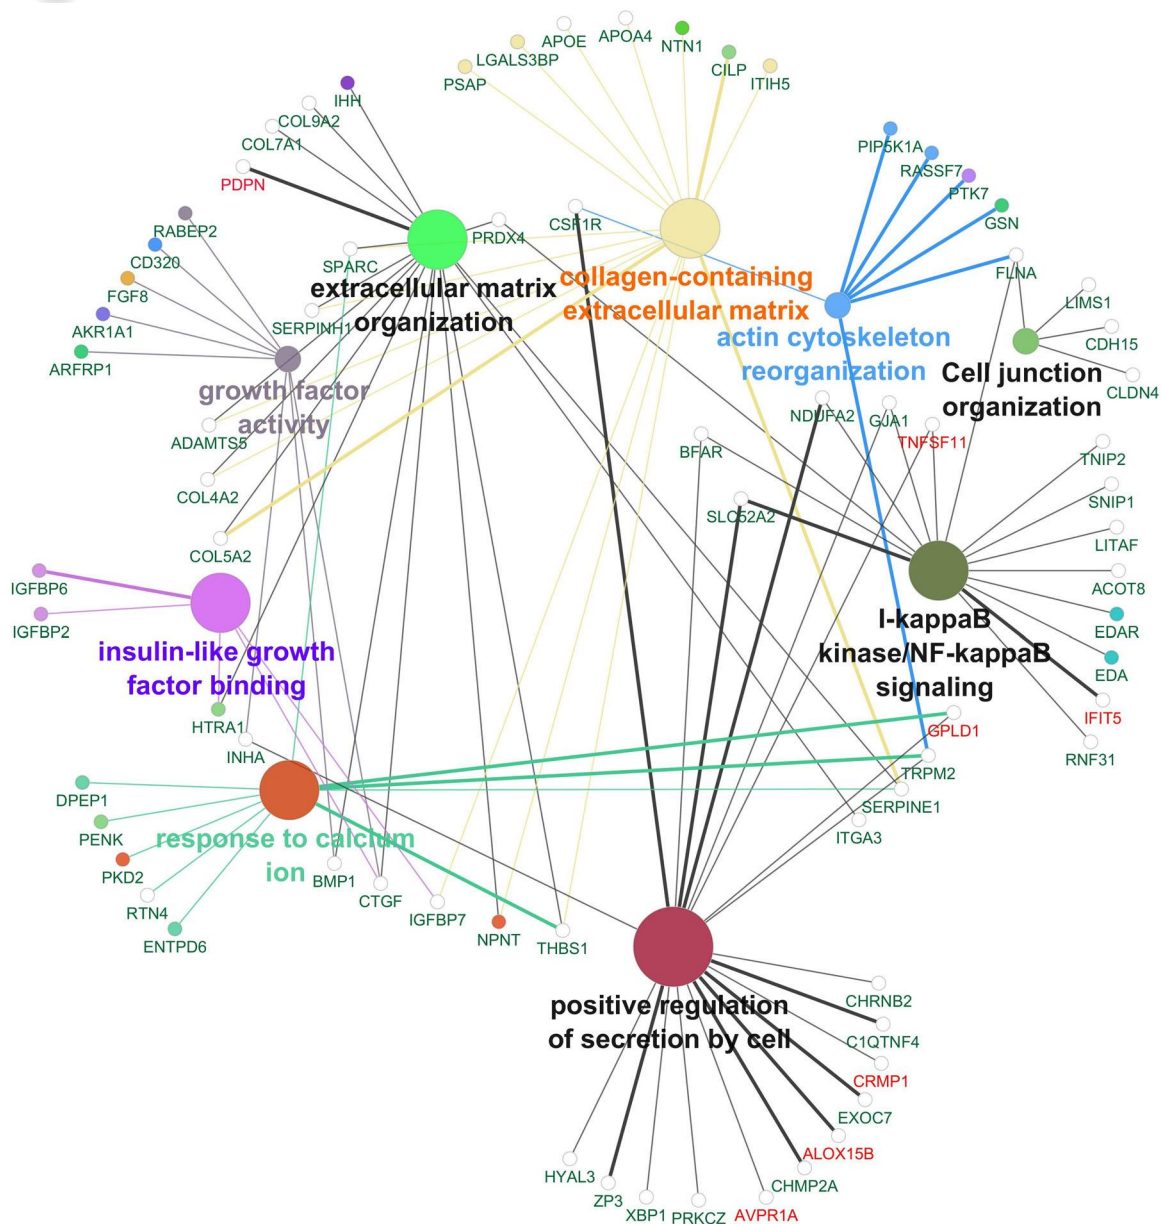 APOE
APOA4
NTN1
LGALS3BP
CILP
PSAP
ITIH5
IHH
COL9A2
COL7A1
PDPN
PIP5K1A
RASSF7
PTK7
GSN
RABEP2
CD320
FGF8
AKR1A1
ARFRP1
SPARC
PRDX4
CSF1R
FLNA
LIMS1
CDH15
CLDN4
SERPINH1
extracellular matrix
organization
collagen-containing
extracellular matrix
actin cytoskeleton
reorganization
Cell junction
organization
growth factor
activity
ADAMTS5
COL4A2
COL5A2
NDUFA2
GJA1
TNFSF11
BFAR
SLC52A2
TNIP2
SNIP1
LITAF
ACOT8
EDAR
EDA
IFIT5
RNF31
I-kappaB
kinase/NF-kappaB
signaling
IGFBP6
IGFBP2
insulin-like growth
factor binding
HTRA1
INHA
GPLD1
TRPM2
SERPINE1
ITGA3
DPEP1
PENK
PKD2
RTN4
ENTPD6
response to calcium
ion
BMP1
CTGF
IGFBP7
NPNT
THBS1
positive regulation
of secretion by cell
CHRNB2
C1QTNF4
CRMP1
EXOC7
ALOX15B
CHMP2A
AVPR1A
PRKCZ
XBP1
ZP3
HYAL3